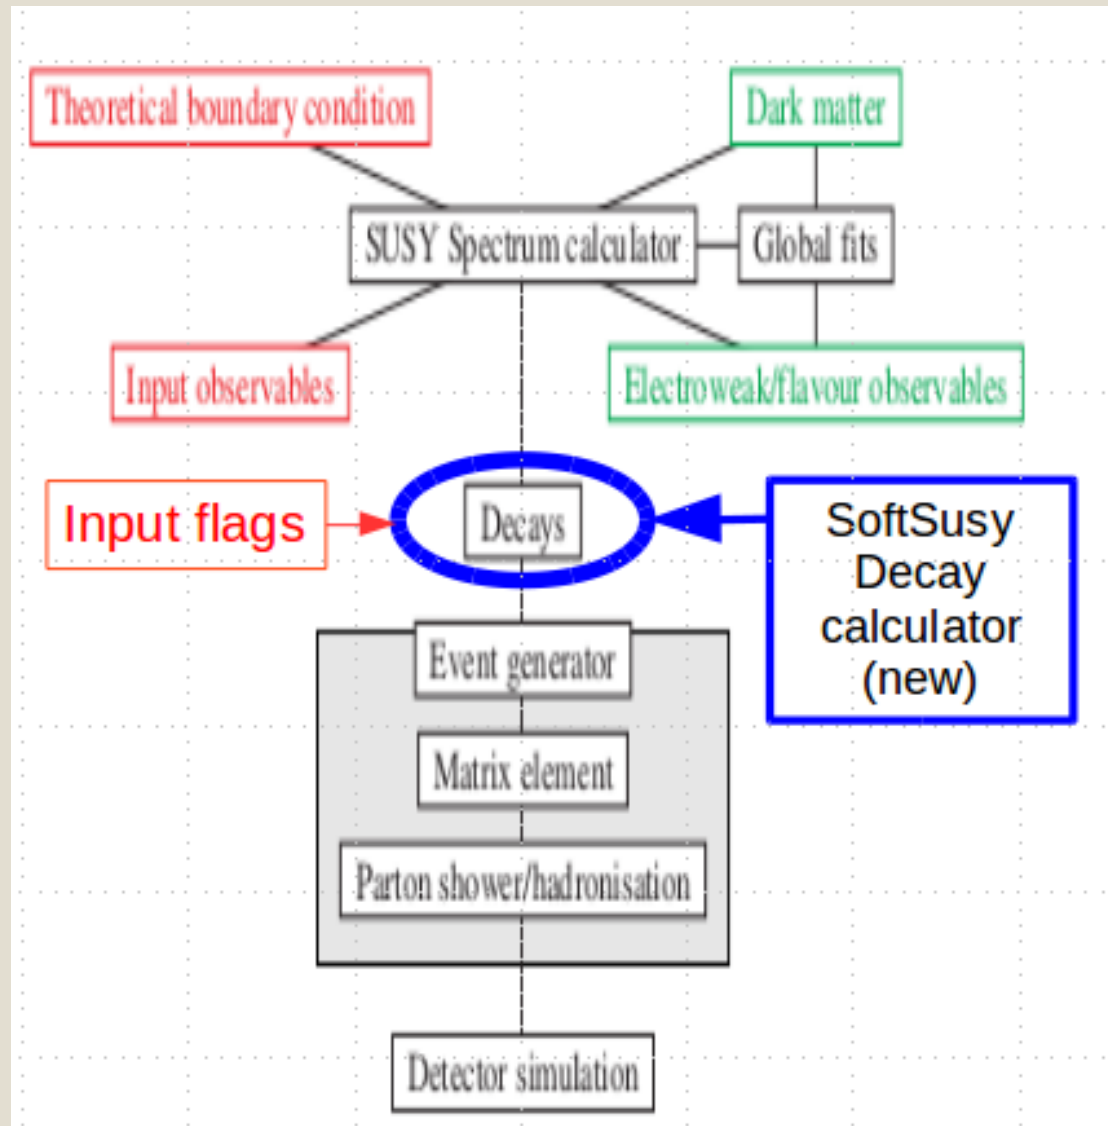 Theoretical boundary condition
Dark matter
SUSY Spectrum calculator
Global fits
Input observables
Electroweak/flavour observables
Input flags
Decays
SoftSusy
Decay
calculator
(new)
Event generator
Matrix element
Parton shower/hadronisation
Detector simulation